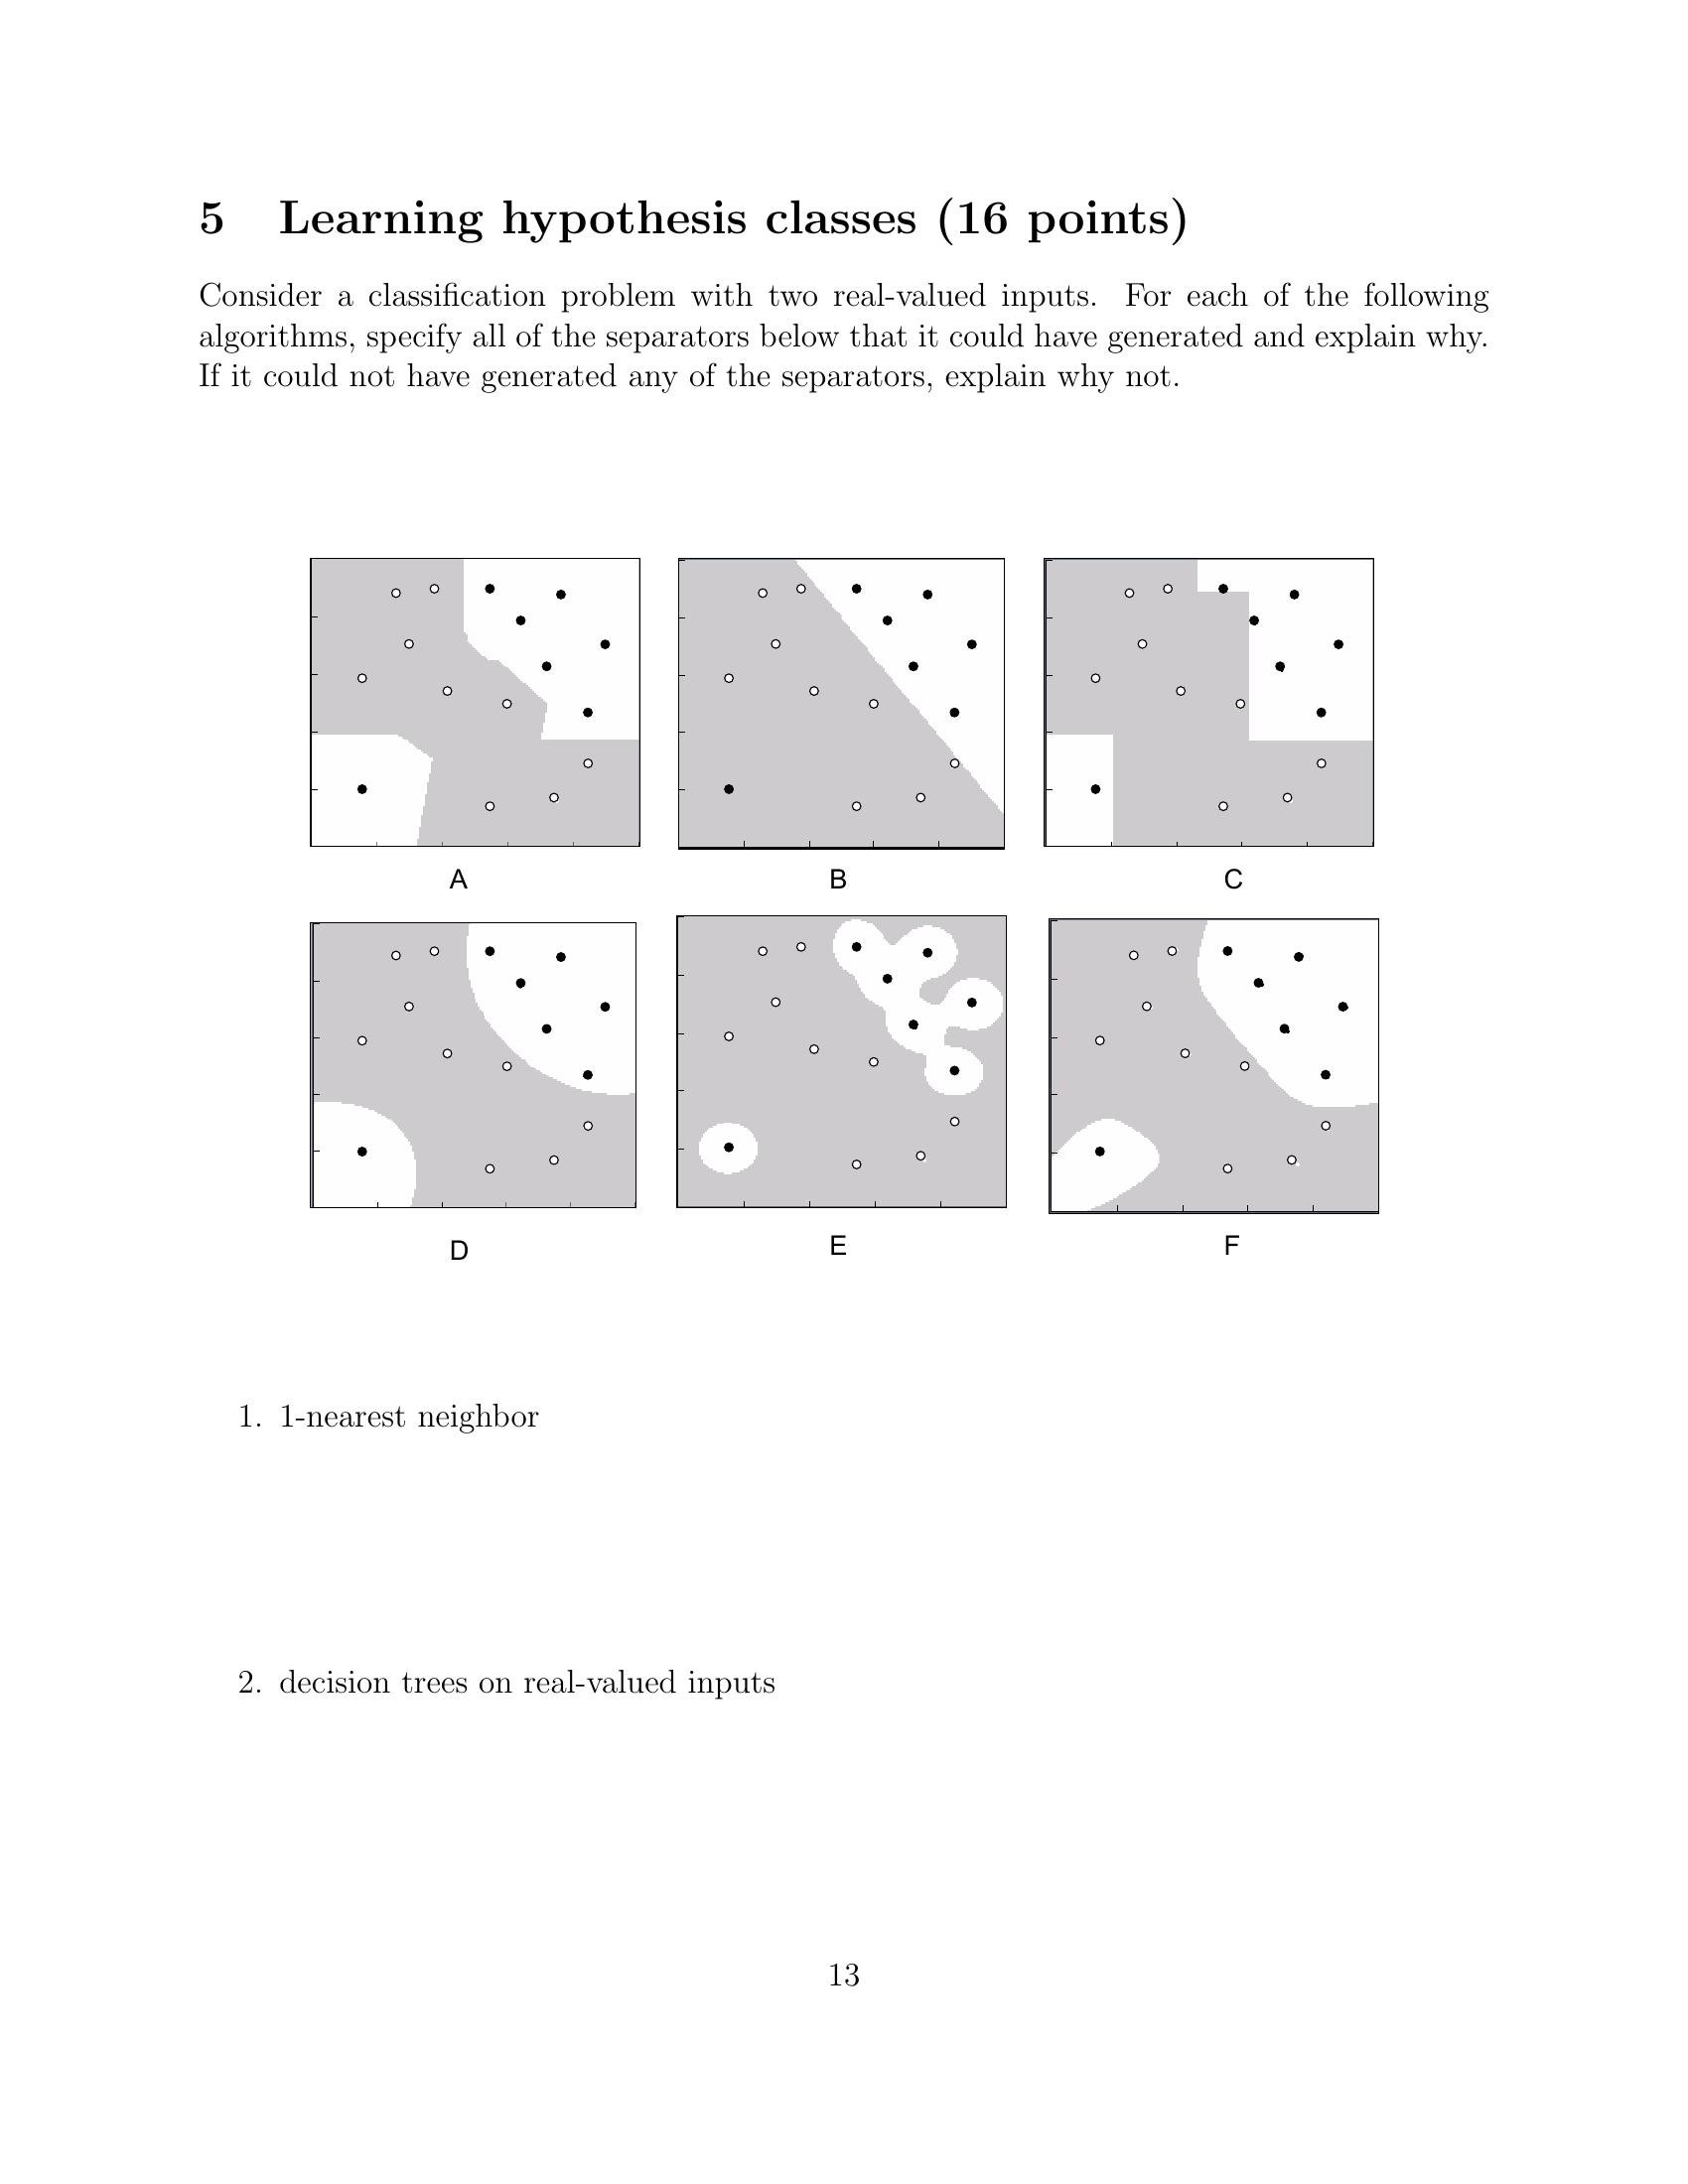 5 Learning hypothesis classes (16 points)
Consider a classification problem with two real-valued inputs. For each of the following
algorithms, specify all of the separators below that it could have generated and explain why.
If it could not have generated any of the separators, explain why not.
A B C
D E F
1. 1-nearest neighbor
2. decision trees on real-valued inputs
13